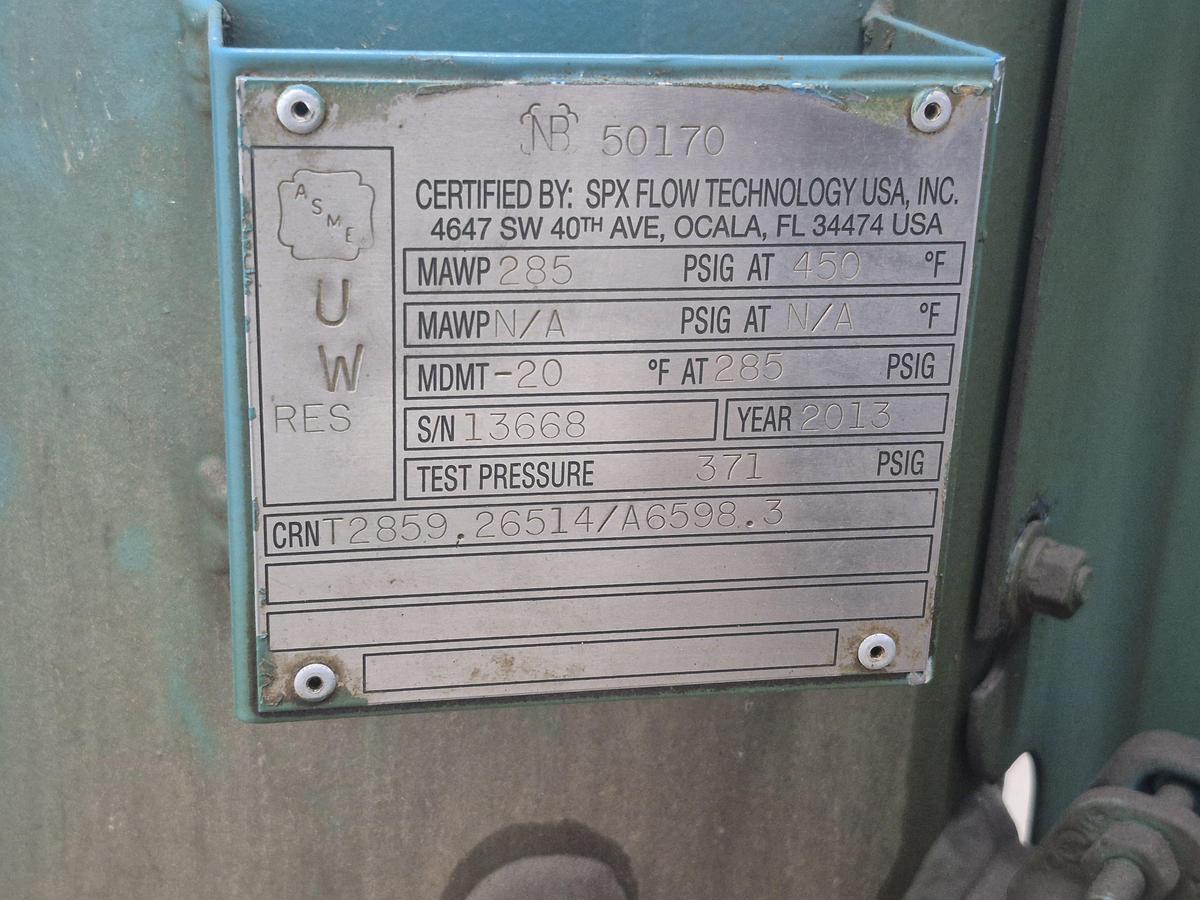 NB 50170
CERTIFIED BY: SPX FLOW TECHNOLOGY USA, INC.
4647 SW 40TH AVE, OCALA, FL 34474 USA
ASME
U
W
RES
MAWP 285 PSIG AT 450 °F
MAWP N/A PSIG AT N/A °F
MDMT -20 °F AT 285 PSIG
S/N 13668 YEAR 2013
TEST PRESSURE 371 PSIG
CRN T2859.26514/A6598.3